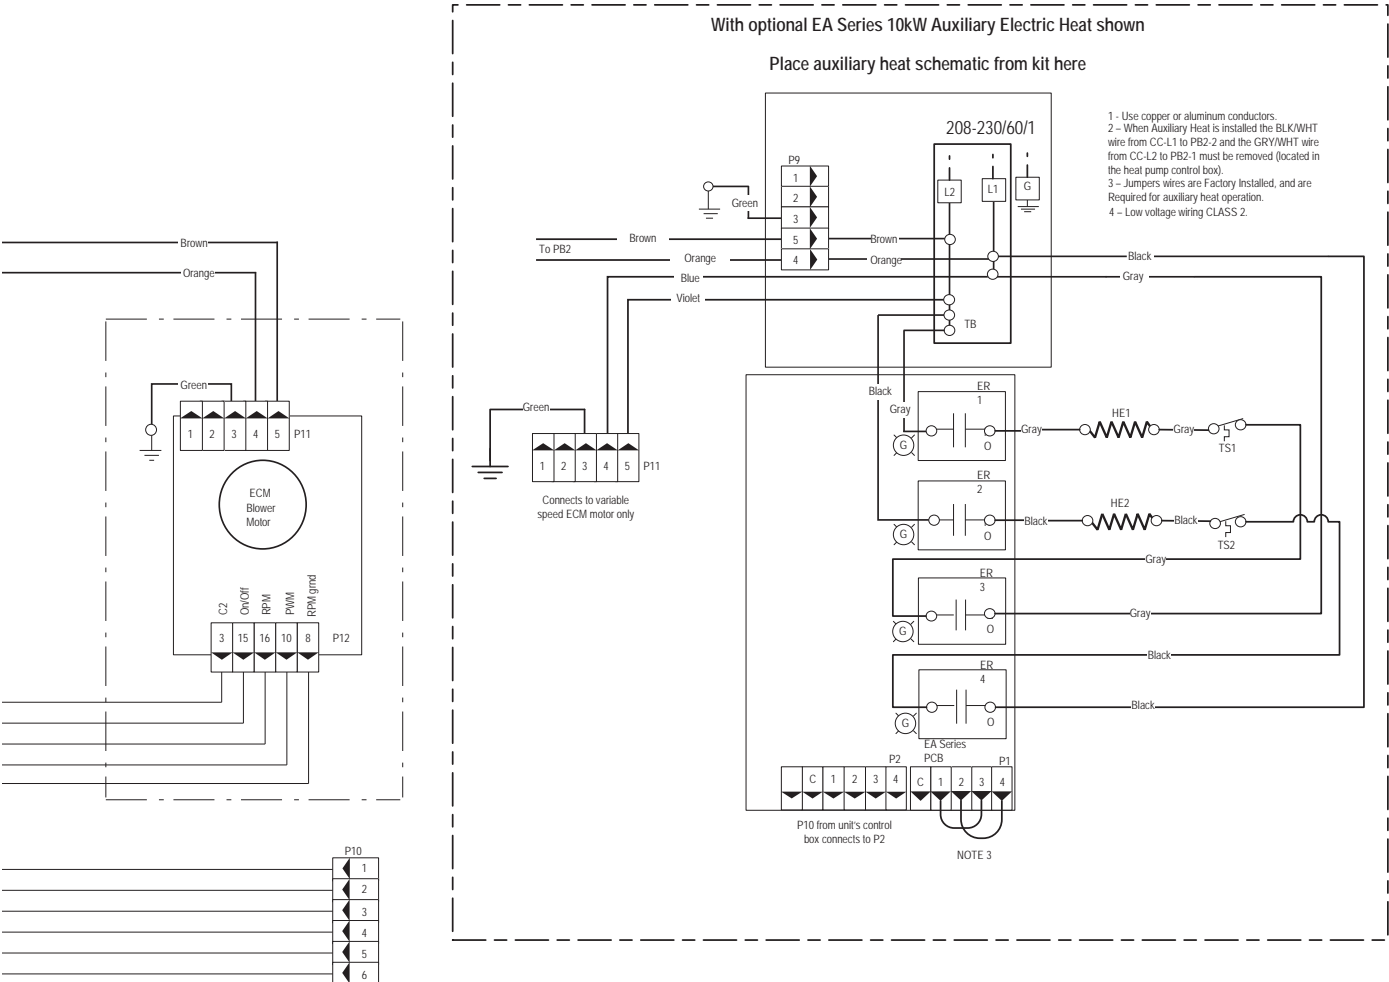 With optional EA Series 10kW Auxiliary Electric Heat shown
Place auxiliary heat schematic from kit here
208-230/60/1
1 - Use copper or aluminum conductors.
2 – When Auxiliary Heat is installed the BLK/WHT
wire from CC-L1 to PB2-2 and the GRY/WHT wire
from CC-L2 to PB2-1 must be removed (located in
the heat pump control box).
3 – Jumpers wires are Factory Installed, and are
Required for auxiliary heat operation.
4 – Low voltage wiring CLASS 2.
P9
1
2
3
5
4
L2
L1
G
Green
To PB2
Brown
Orange
Brown
Orange
Blue
Violet
Black
Gray
TB
Brown
Orange
Green
1
2
3
4
5
P11
ECM
Blower
Motor
C2
On/Off
RPM
PWM
RPM grnd
3
15
16
10
8
P12
Green
1
2
3
4
5
P11
Connects to variable
speed ECM motor only
Black
Gray
ER
1
G
O
Gray
HE1
Gray
TS1
ER
2
G
O
Black
HE2
Black
TS2
Gray
ER
3
G
O
Gray
Black
ER
4
G
O
Black
EA Series
PCB
P2
P1
C
1
2
3
4
C
1
2
3
4
P10 from unit's control
box connects to P2
NOTE 3
P10
1
2
3
4
5
6